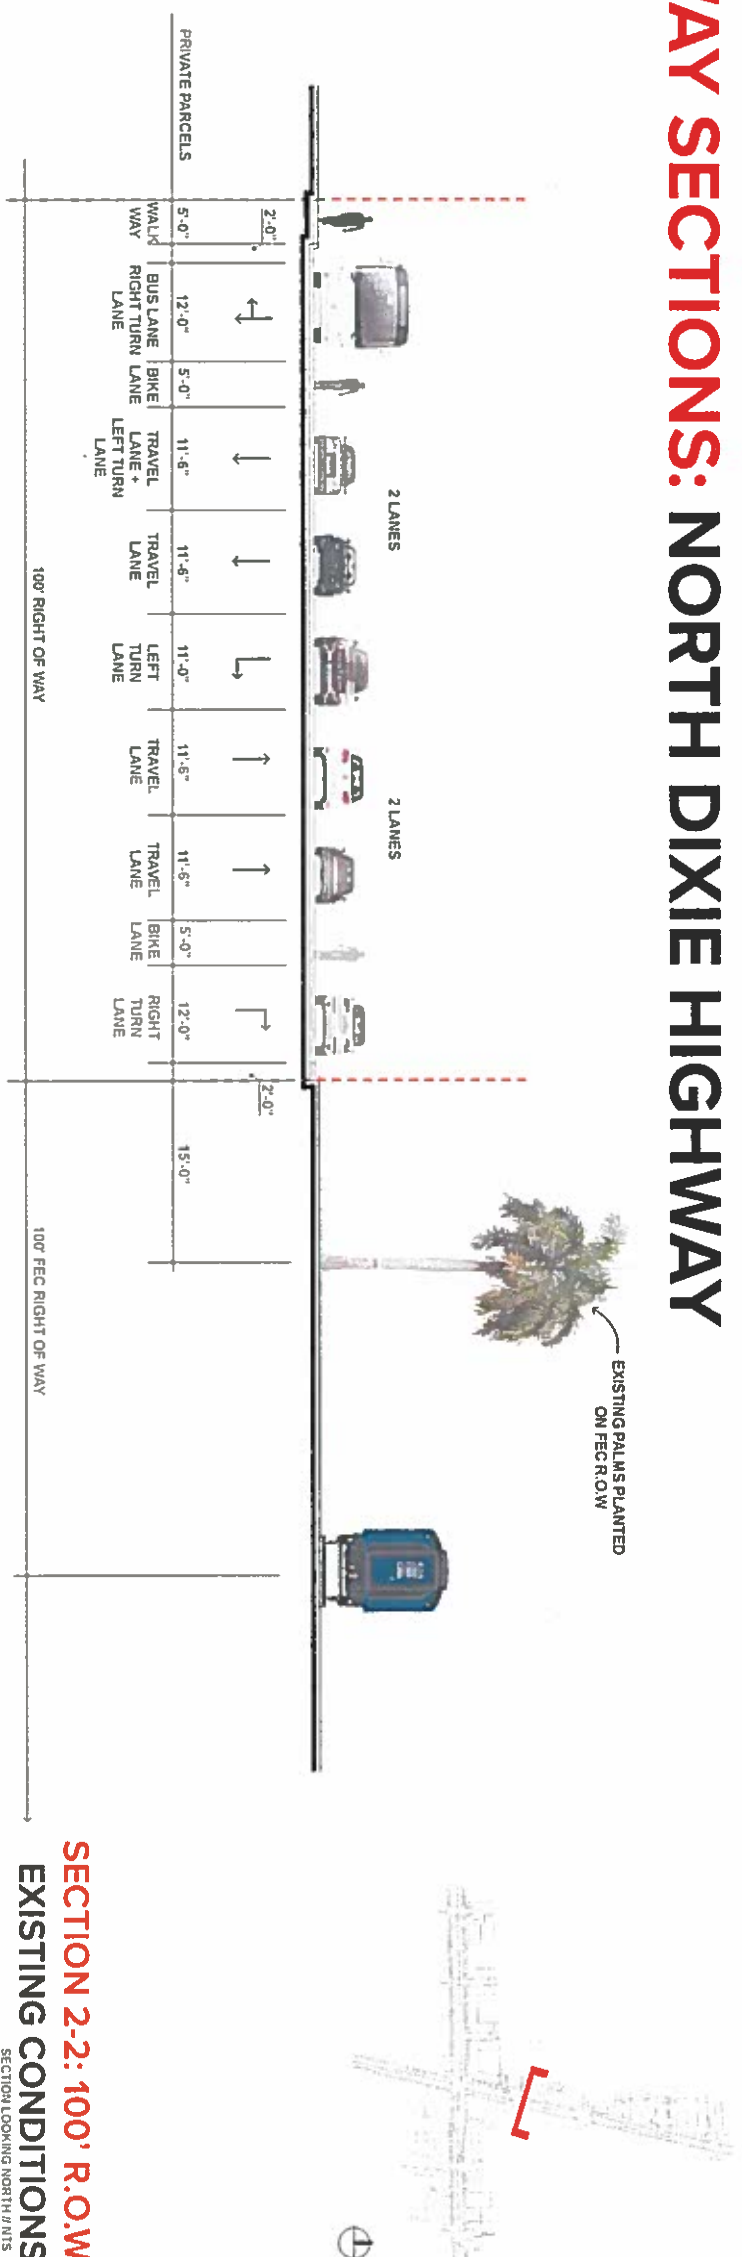 WAY SECTIONS: NORTH DIXIE HIGHWAY
EXISTING PALMS PLANTED
ON FEC R.O.W
2 LANES
2 LANES
2'-0"
2'-0"
PRIVATE PARCELS
5'-0"
12'-0"
5'-0"
11'-6"
11'-6"
11'-0"
11'-6"
11'-6"
5'-0"
12'-0"
15'-0"
WALK
WAY
BUS LANE
RIGHT TURN
LANE
BIKE
LANE
TRAVEL
LANE +
LEFT TURN
LANE
TRAVEL
LANE
LEFT
TURN
LANE
TRAVEL
LANE
TRAVEL
LANE
BIKE
LANE
RIGHT
TURN
LANE
100' RIGHT OF WAY
100' FEC RIGHT OF WAY
SECTION 2-2: 100' R.O.W
EXISTING CONDITIONS
SECTION LOOKING NORTH // NTS